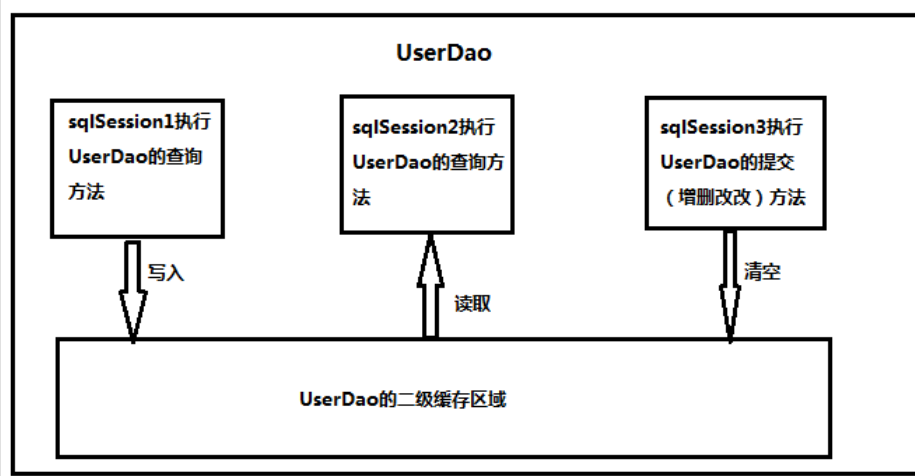 UserDao
sqlSession1执行
UserDao的查询
方法
sqlSession2执行
UserDao的查询方
法
sqlSession3执行
UserDao的提交
（增删改改）方法
写入
读取
清空
UserDao的二级缓存区域